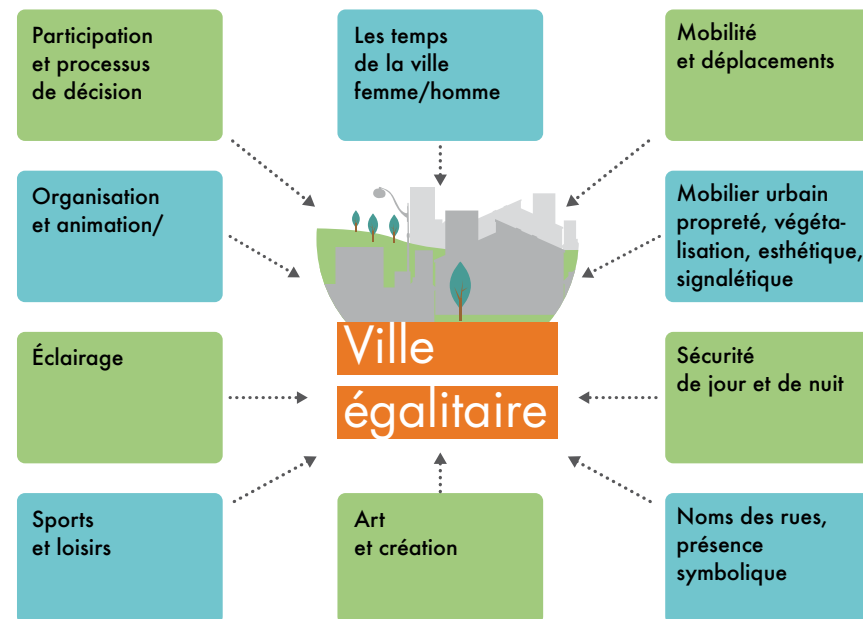 Participation
et processus
de décision
Les temps
de la ville
femme/homme
Mobilité
et déplacements
Organisation
et animation/
Mobilier urbain
propreté, végéta-
lisation, esthétique,
signalétique
Ville
égalitaire
Éclairage
Sécurité
de jour et de nuit
Sports
et loisirs
Art
et création
Noms des rues,
présence
symbolique